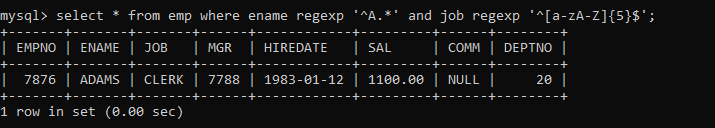 mysql> select * from emp where ename regexp '^A.*' and job regexp '^[a-zA-Z]{5}$';
+-------+-------+-------+------+------------+---------+------+--------+
| EMPNO | ENAME | JOB   | MGR  | HIREDATE   | SAL     | COMM | DEPTNO |
+-------+-------+-------+------+------------+---------+------+--------+
|  7876 | ADAMS | CLERK | 7788 | 1983-01-12 | 1100.00 | NULL |     20 |
+-------+-------+-------+------+------------+---------+------+--------+
1 row in set (0.00 sec)